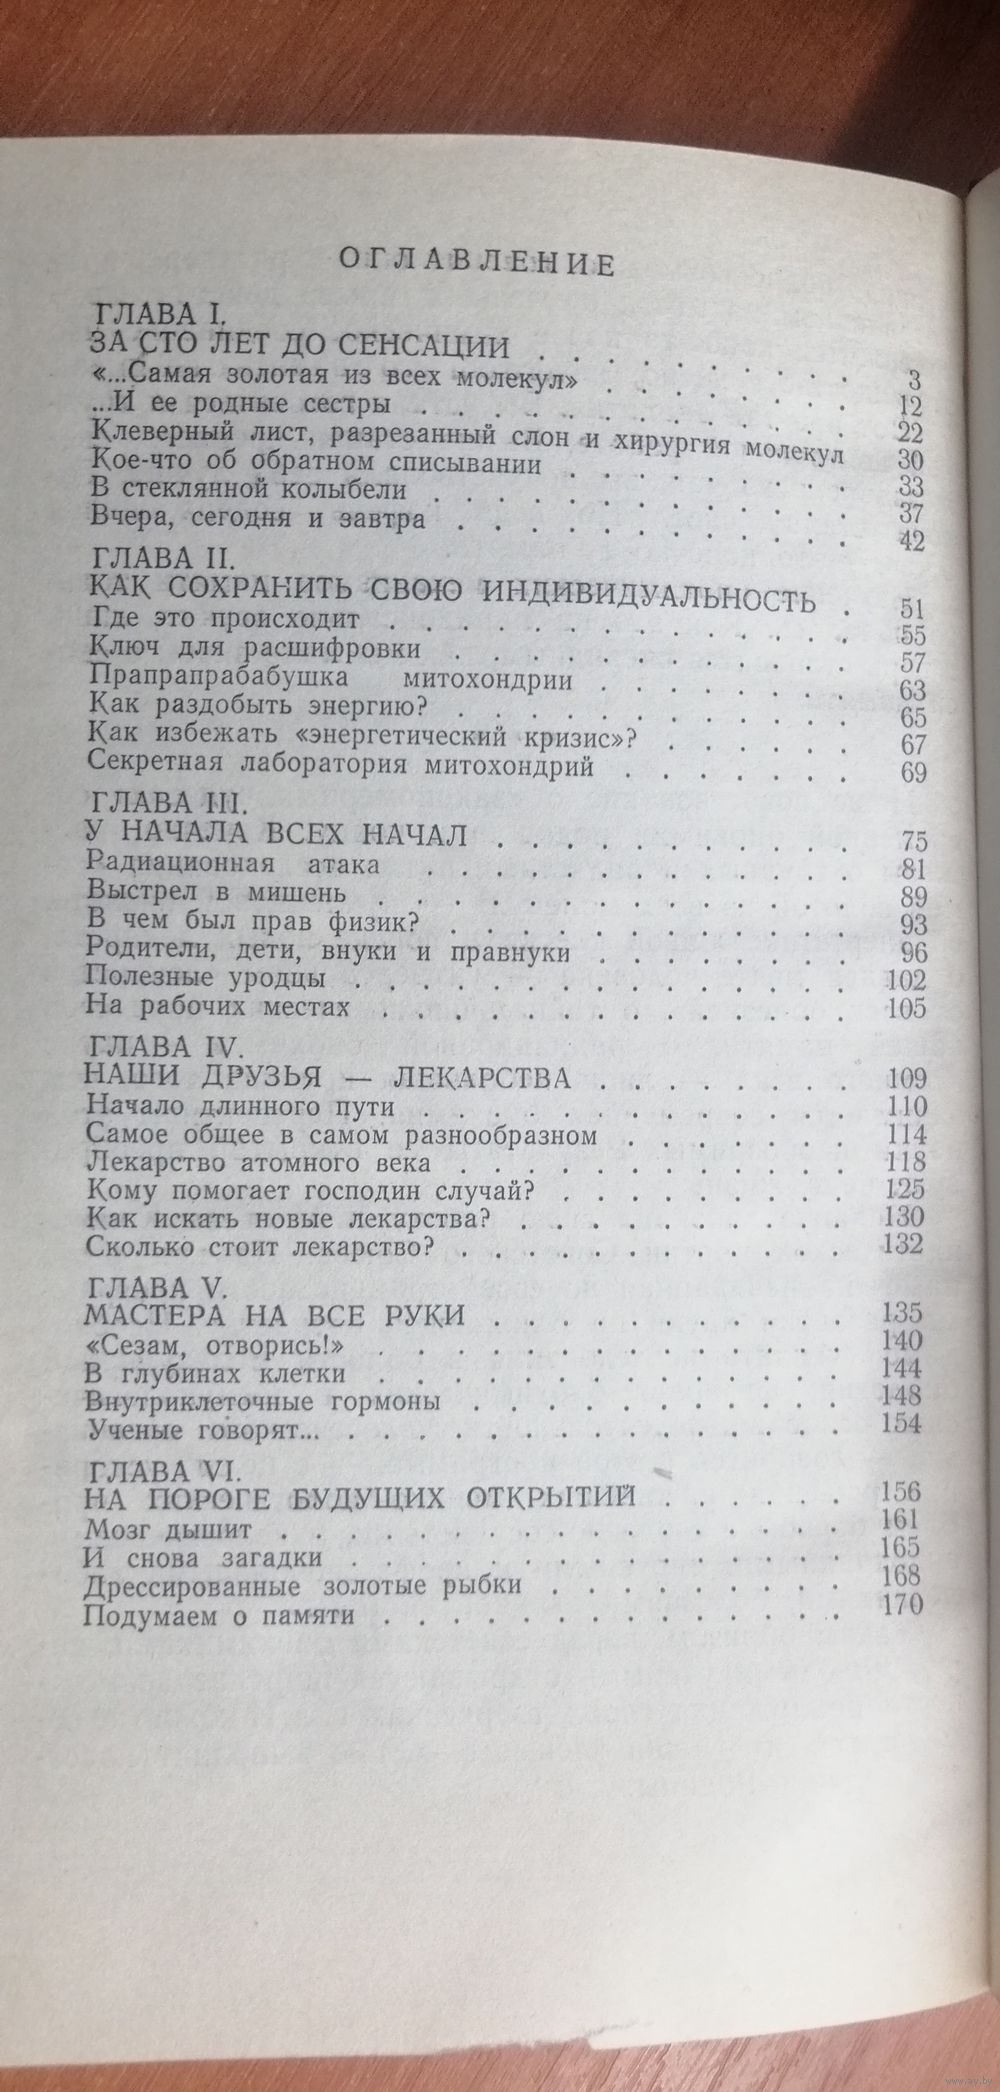 ОГЛАВЛЕНИЕ
ГЛАВА I.
ЗА СТО ЛЕТ ДО СЕНСАЦИИ . . . . . . . . . 3
«...Самая золотая из всех молекул» . . . . . . . 12
...И ее родные сестры . . . . . . . . . . . . 22
Клеверный лист, разрезанный слон и хирургия молекул 30
Кое-что об обратном списывании . . . . . . . . 33
В стеклянной колыбели . . . . . . . . . . . . 37
Вчера, сегодня и завтра . . . . . . . . . . . 42
ГЛАВА II.
КАК СОХРАНИТЬ СВОЮ ИНДИВИДУАЛЬНОСТЬ . 51
Где это происходит . . . . . . . . . . . . . 55
Ключ для расшифровки . . . . . . . . . . . 57
Прапрапрабабушка митохондрии . . . . . . . 63
Как раздобыть энергию? . . . . . . . . . . . 65
Как избежать «энергетический кризис»? . . . . . 67
Секретная лаборатория митохондрий . . . . . . . 69
ГЛАВА III.
У НАЧАЛА ВСЕХ НАЧАЛ . . . . . . . . . . 75
Радиационная атака . . . . . . . . . . . . 81
Выстрел в мишень . . . . . . . . . . . . . 89
В чем был прав физик? . . . . . . . . . . . 93
Родители, дети, внуки и правнуки . . . . . . . 96
Полезные уродцы . . . . . . . . . . . . . . 102
На рабочих местах . . . . . . . . . . . . . 105
ГЛАВА IV.
НАШИ ДРУЗЬЯ — ЛЕКАРСТВА . . . . . . . 109
Начало длинного пути . . . . . . . . . . . . 110
Самое общее в самом разнообразном . . . . . . . 114
Лекарство атомного века . . . . . . . . . . . 118
Кому помогает господин случай? . . . . . . . . 125
Как искать новые лекарства? . . . . . . . . . 130
Сколько стоит лекарство? . . . . . . . . . . . 132
ГЛАВА V.
МАСТЕРА НА ВСЕ РУКИ . . . . . . . . . . 135
«Сезам, отворись!» . . . . . . . . . . . . . 140
В глубинах клетки . . . . . . . . . . . . . 144
Внутриклеточные гормоны . . . . . . . . . . . 148
Ученые говорят... . . . . . . . . . . . . . . 154
ГЛАВА VI.
НА ПОРОГЕ БУДУЩИХ ОТКРЫТИЙ . . . . . . 156
Мозг дышит . . . . . . . . . . . . . . . . 161
И снова загадки . . . . . . . . . . . . . . 165
Дрессированные золотые рыбки . . . . . . . . . 168
Подумаем о памяти . . . . . . . . . . . . . 170
www.ay.by